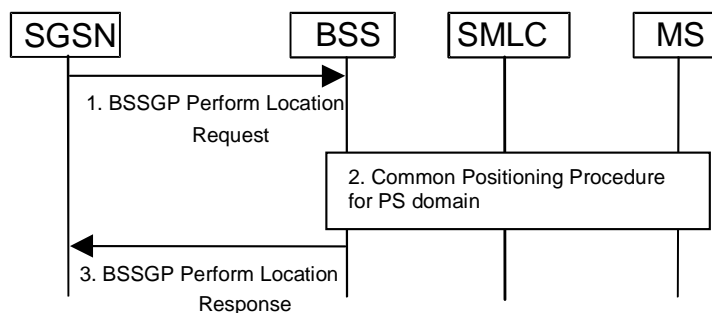 SGSN
BSS
SMLC
MS
1. BSSGP Perform Location
Request
2. Common Positioning Procedure
for PS domain
3. BSSGP Perform Location
Response